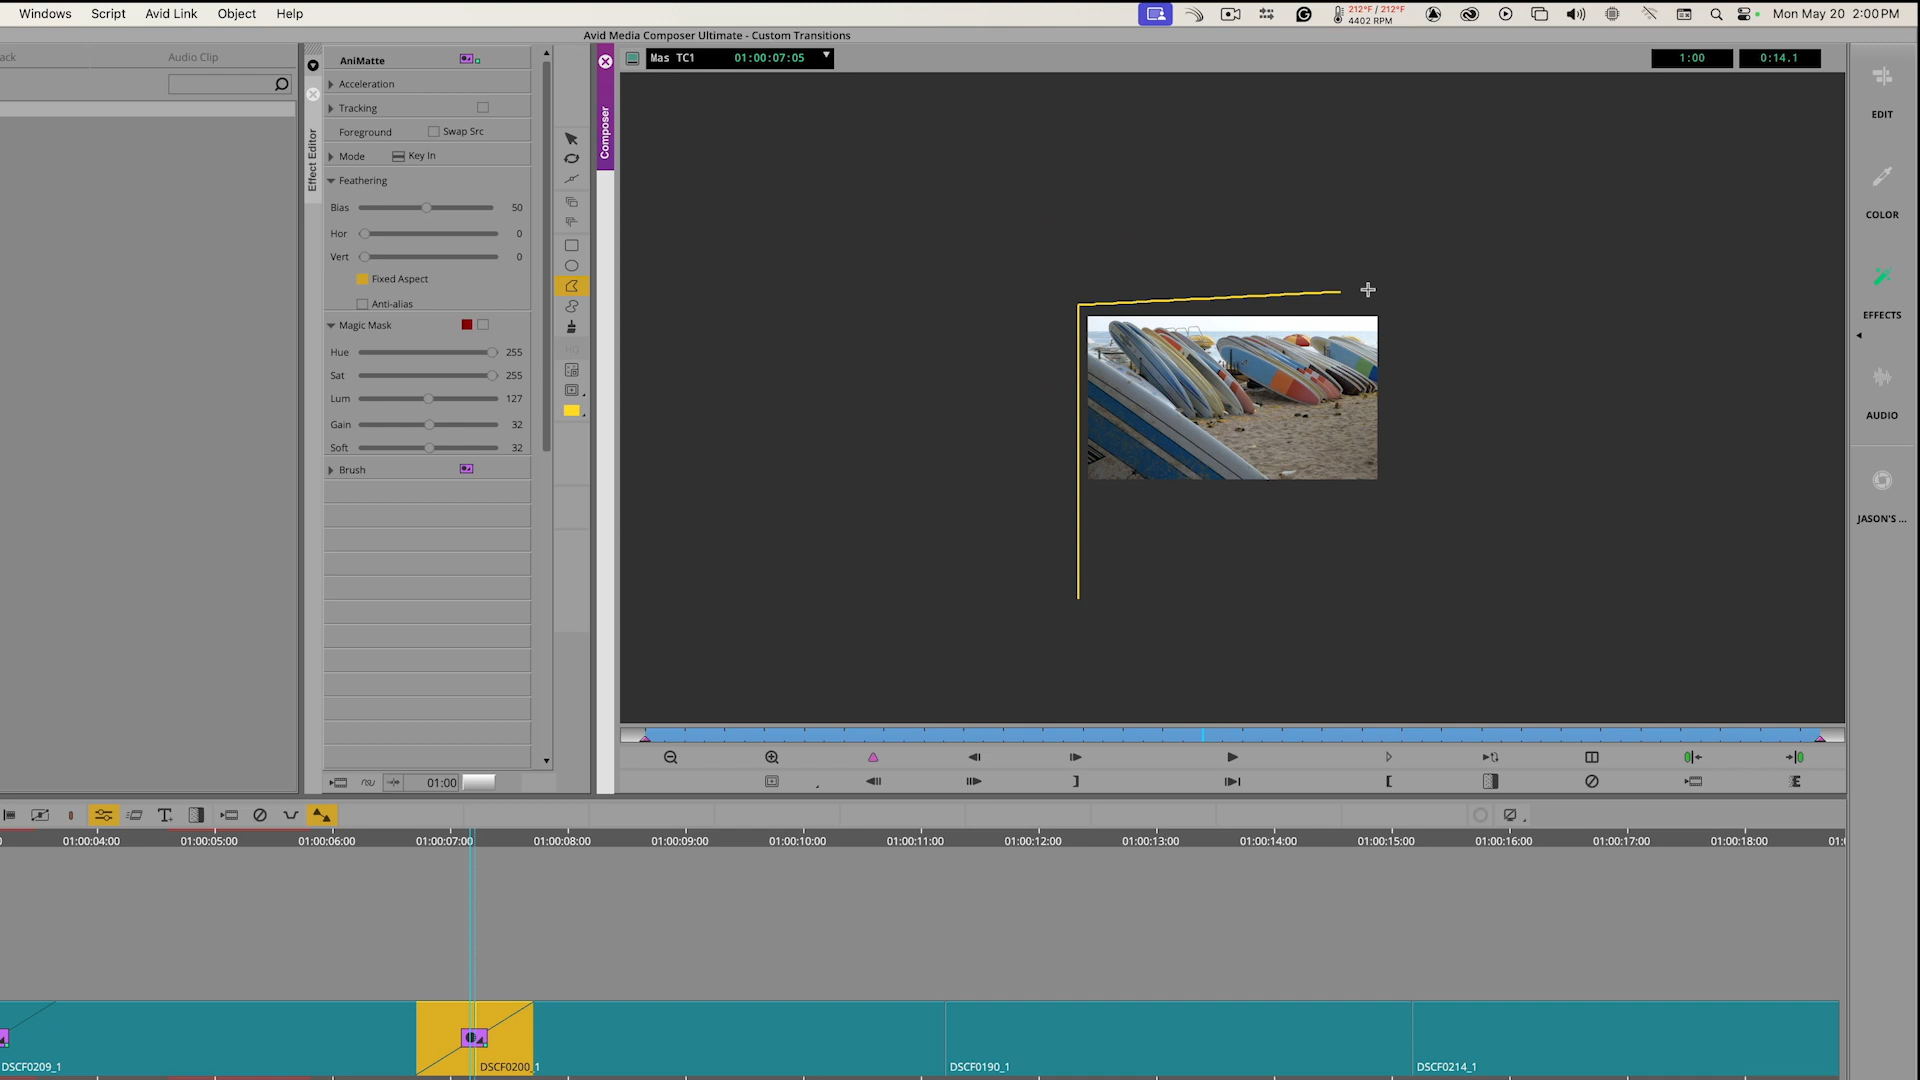 Windows Script Avid Link Object Help
212°F / 212°F
4402 RPM
Mon May 20 2:00 PM
Avid Media Composer Ultimate - Custom Transitions
ack Audio Clip
AniMatte
Acceleration
Tracking
Foreground Swap Src
Mode Key In
Feathering
Bias 50
Hor 0
Vert 0
Fixed Aspect
Anti-alias
Magic Mask
Hue 255
Sat 255
Lum 127
Gain 32
Soft 32
Brush
Effect Editor
HQ
Composer
Mas TC1 01:00:07:05
1:00 0:14.1
EDIT
COLOR
EFFECTS
AUDIO
JASON'S ...
01:00
01:00:04:00 01:00:05:00 01:00:06:00 01:00:07:00 01:00:08:00 01:00:09:00 01:00:10:00 01:00:11:00 01:00:12:00 01:00:13:00 01:00:14:00 01:00:15:00 01:00:16:00 01:00:17:00 01:00:18:00 01:0
DSCF0209_1 DSCF0200_1 DSCF0190_1 DSCF0214_1